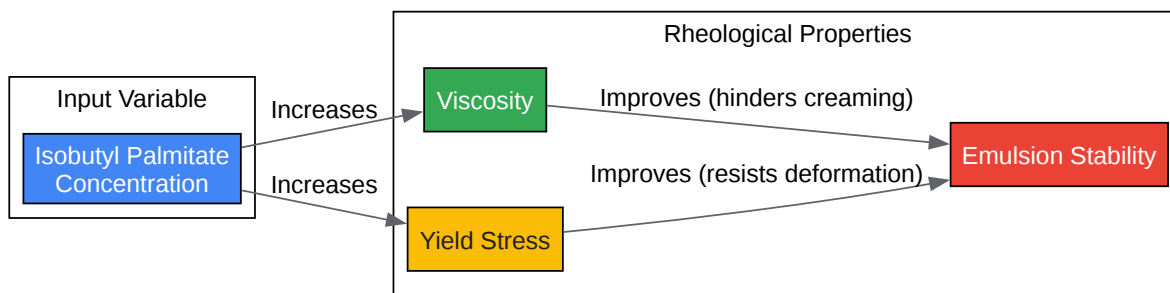 Rheological Properties
Input Variable
Isobutyl Palmitate
Concentration
Increases
Increases
Viscosity
Yield Stress
Improves (hinders creaming)
Improves (resists deformation)
Emulsion Stability